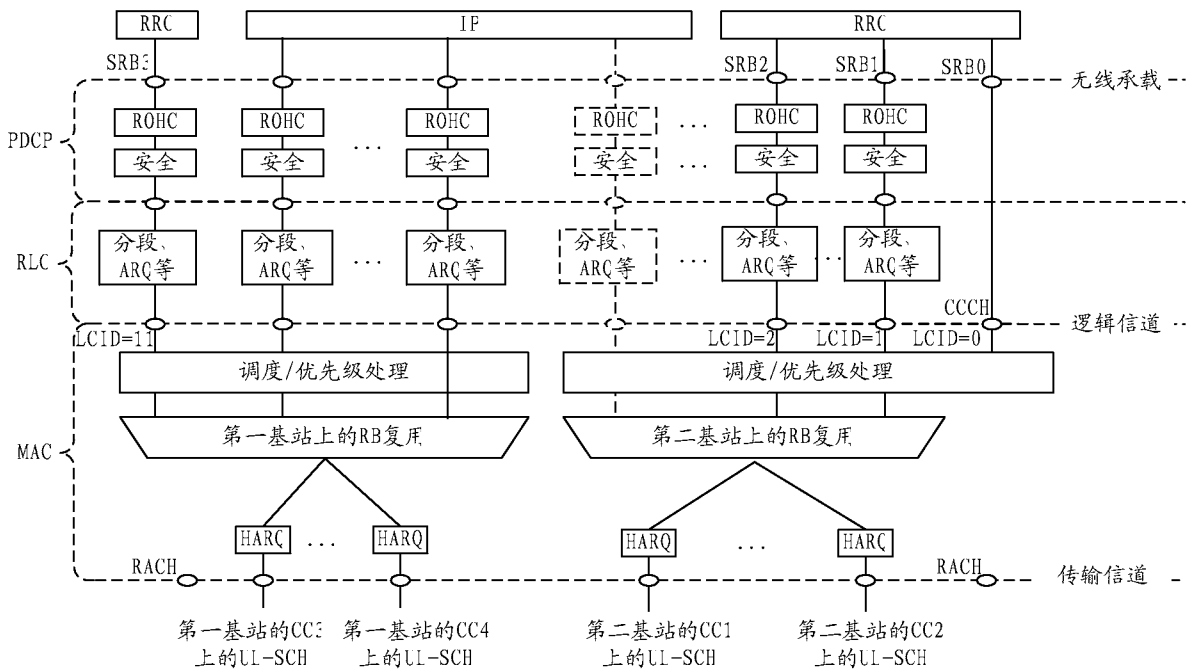 RRC IP RRC
SRB3 SRB2 SRB1 SRB0 无线承载
ROHC ROHC ROHC ROHC ... ROHC ROHC
PDCP ...
安全 安全 安全 安全 ... 安全 安全
分段、 分段、 分段、 分段、 分段、 分段、
RLC ARQ等 ARQ等 ... ARQ等 ARQ等 ... ARQ等 ... ARQ等
CCCH 逻辑信道
LCID=11 LCID=2 LCID=1 LCID=0
调度/优先级处理 调度/优先级处理
MAC 第一基站上的RB复用 第二基站上的RB复用
HARQ ... HARQ HARQ ... HARQ
RACH RACH 传输信道
第一基站的CC3 第一基站的CC4 第二基站的CC1 第二基站的CC2
上的UL-SCH 上的UL-SCH 上的UL-SCH 上的UL-SCH